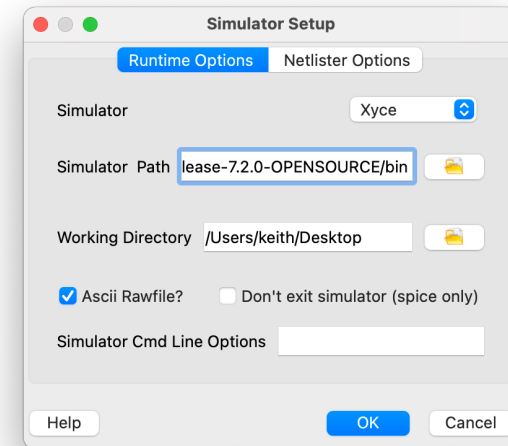 Simulator Setup
Runtime Options Netlister Options
Simulator Xyce
Simulator Path lease-7.2.0-OPENSOURCE/bin
Working Directory /Users/keith/Desktop
Ascii Rawfile? Don't exit simulator (spice only)
Simulator Cmd Line Options
Help OK Cancel